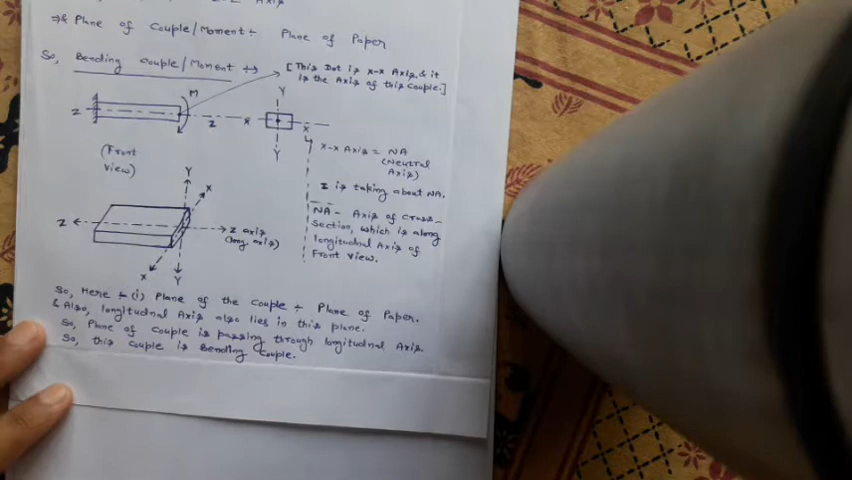 Z-Z Axis
⇒ & Plane of Couple/Moment ÷ Plane of Paper
So, Bending Couple/Moment ↔
[This Dot is x-x Axis, & it
is the Axis of this couple.]
M
Y
Z
Z
x
x
Y
(Front
view)
x-x Axis = NA
(Neutral
Axis)
I is taking about NA.
NA - Axis of cross-
section, which is along
longitudnal Axis of
Front view.
Y
x
Z
Z axis
(long. axis)
x
Y
So, Here ÷ (i) Plane of the Couple ÷ Plane of Paper.
& Also, longitudnal Axis also lies in this plane.
So, Plane of Couple is passing through longitudnal Axis.
So, this couple is Bending Couple.